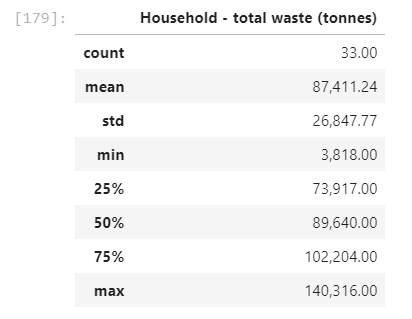 [179]: Household - total waste (tonnes)
count 33.00
mean 87,411.24
std 26,847.77
min 3,818.00
25% 73,917.00
50% 89,640.00
75% 102,204.00
max 140,316.00